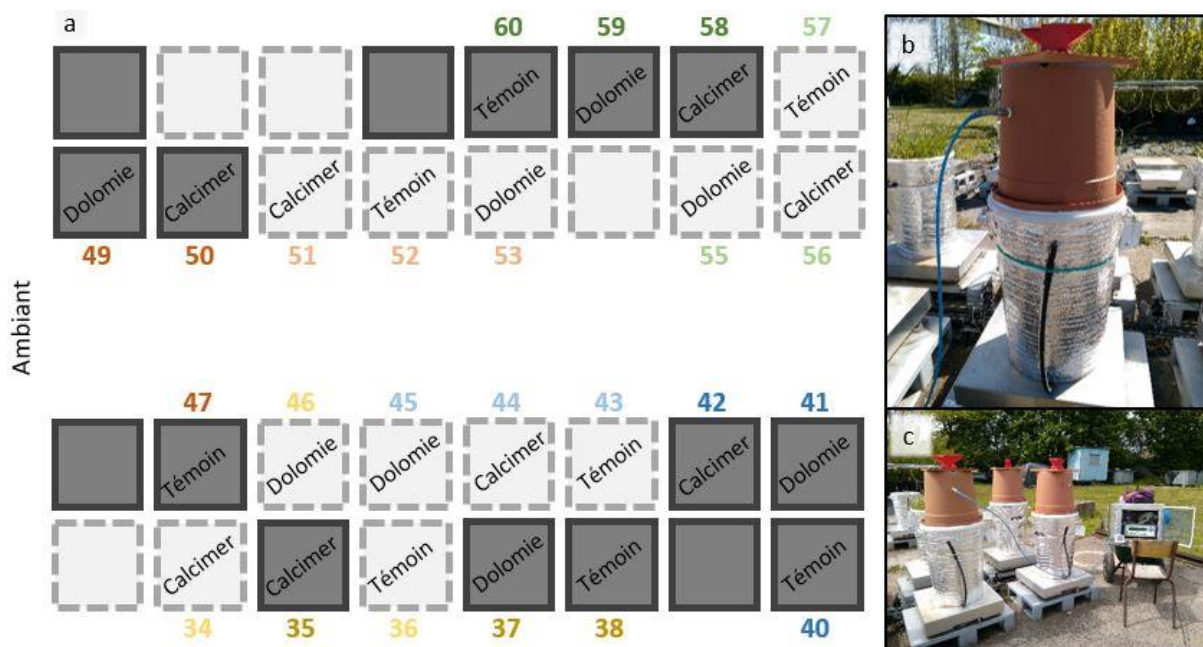 a
60 59 58 57
Témoin Dolomie Calcimer Témoin
Dolomie Calcimer Calcimer Témoin Dolomie Dolomie Calcimer
49 50 51 52 53 55 56
Ambiant
47 46 45 44 43 42 41
Témoin Dolomie Dolomie Calcimer Témoin Calcimer Dolomie
Calcimer Calcimer Témoin Dolomie Témoin Témoin
34 35 36 37 38 40
b
c